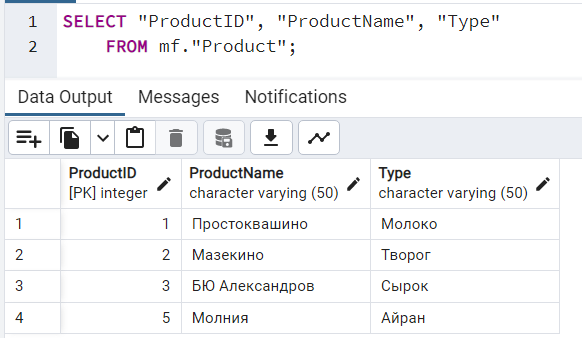 1 SELECT "ProductID", "ProductName", "Type"
2 FROM mf."Product";
Data Output Messages Notifications
ProductID ProductName Type
[PK] integer character varying (50) character varying (50)
1 1 Простоквашино Молоко
2 2 Мазекино Творог
3 3 БЮ Александров Сырок
4 5 Молния Айран